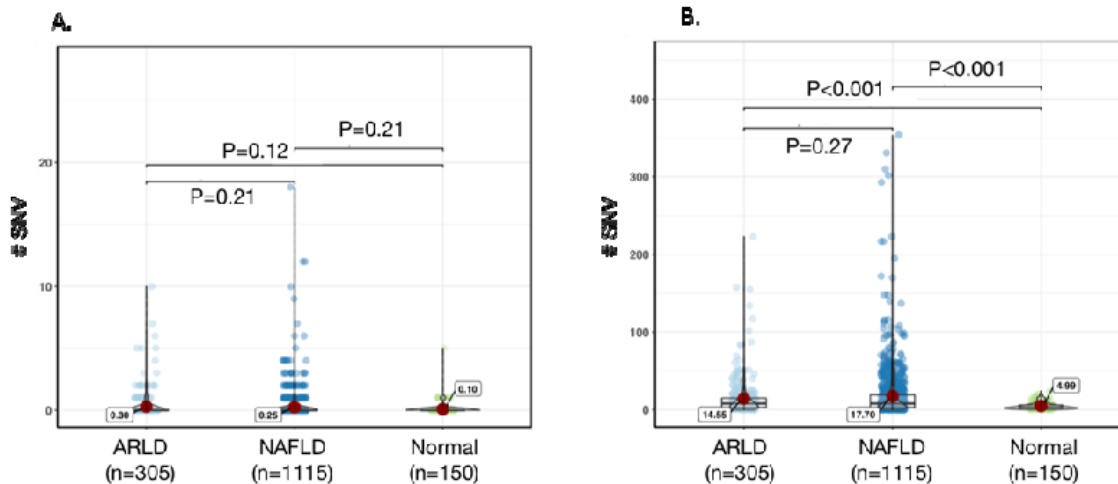 A.
# SNV
20
10
0
P=0.21
P=0.12
P=0.21
0.25
0.10
ARLD
(n=305)
NAFLD
(n=1115)
Normal
(n=150)
B.
# SNV
400
300
200
100
0
P<0.001
P<0.001
P=0.27
14.55
17.70
4.99
ARLD
(n=305)
NAFLD
(n=1115)
Normal
(n=150)